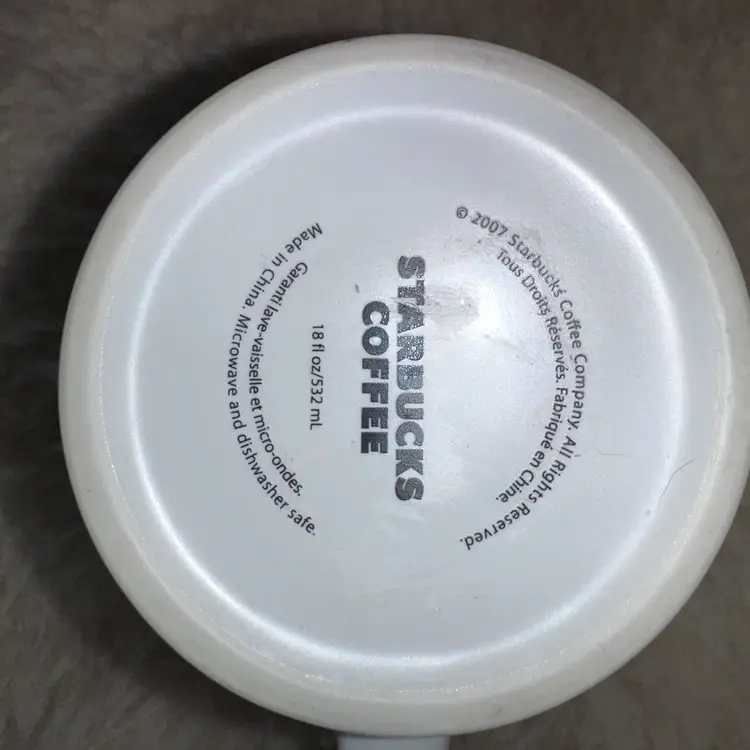 © 2007 Starbucks Coffee Company. All Rights Reserved.
Tous Droits Réservés. Fabriqué en Chine.
STARBUCKS
COFFEE
18 fl oz/532 mL
Garanti lave-vaisselle et micro-ondes.
Made in China. Microwave and dishwasher safe.